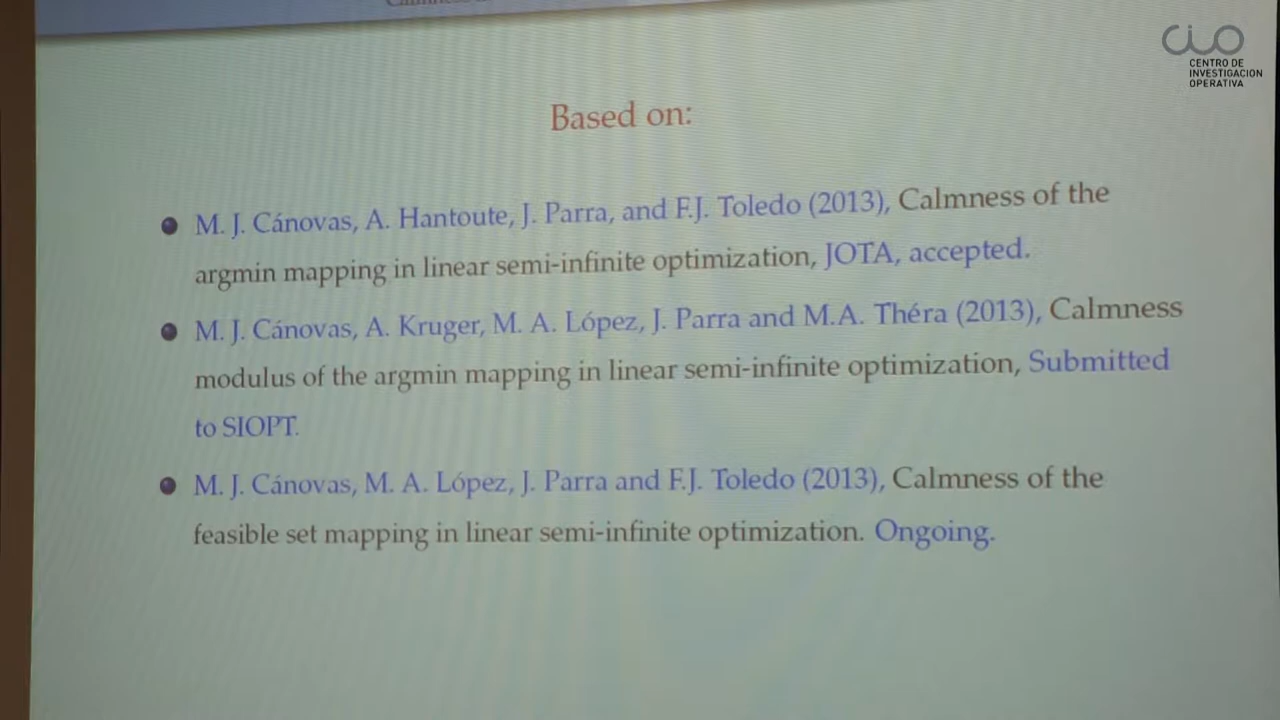 CIO
CENTRO DE
INVESTIGACION
OPERATIVA
Based on:
M. J. Cánovas, A. Hantoute, J. Parra, and F.J. Toledo (2013), Calmness of the
argmin mapping in linear semi-infinite optimization, JOTA, accepted.
M. J. Cánovas, A. Kruger, M. A. López, J. Parra and M.A. Théra (2013), Calmness
modulus of the argmin mapping in linear semi-infinite optimization, Submitted
to SIOPT.
M. J. Cánovas, M. A. López, J. Parra and F.J. Toledo (2013), Calmness of the
feasible set mapping in linear semi-infinite optimization. Ongoing.